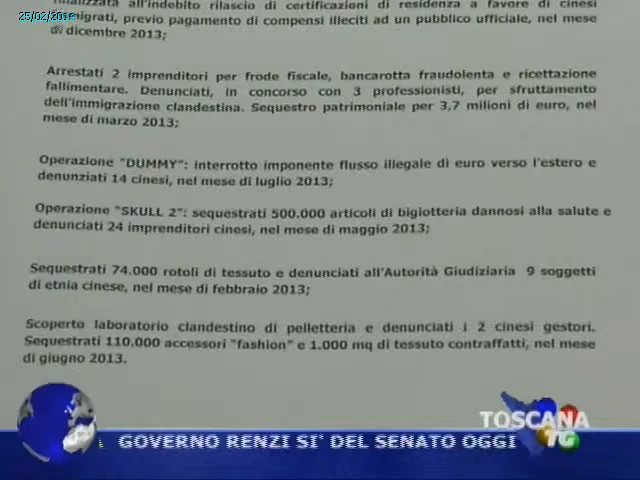 all'indebito rilascio di certificazioni di residenza a favore di cinesi
25/02/2014
immigrati, previo pagamento di compensi illeciti ad un pubblico ufficiale, nel mese
di dicembre 2013;
Arrestati 2 imprenditori per frode fiscale, bancarotta fraudolenta e ricettazione
fallimentare. Denunciati, in concorso con 3 professionisti, per sfruttamento
dell'immigrazione clandestina. Sequestro patrimoniale per 3,7 milioni di euro, nel
mese di marzo 2013;
Operazione "DUMMY": interrotto imponente flusso illegale di euro verso l'estero e
denunziati 14 cinesi, nel mese di luglio 2013;
Operazione "SKULL 2": sequestrati 500.000 articoli di bigiotteria dannosi alla salute e
denunciati 24 imprenditori cinesi, nel mese di maggio 2013;
Sequestrati 74.000 rotoli di tessuto e denunciati all'Autorità Giudiziaria 9 soggetti
di etnia cinese, nel mese di febbraio 2013;
Scoperto laboratorio clandestino di pelletteria e denunciati i 2 cinesi gestori.
Sequestrati 110.000 accessori "fashion" e 1.000 mq di tessuto contraffatti, nel mese
di giugno 2013.
TOSCANA
TG
GOVERNO RENZI SI' DEL SENATO OGGI